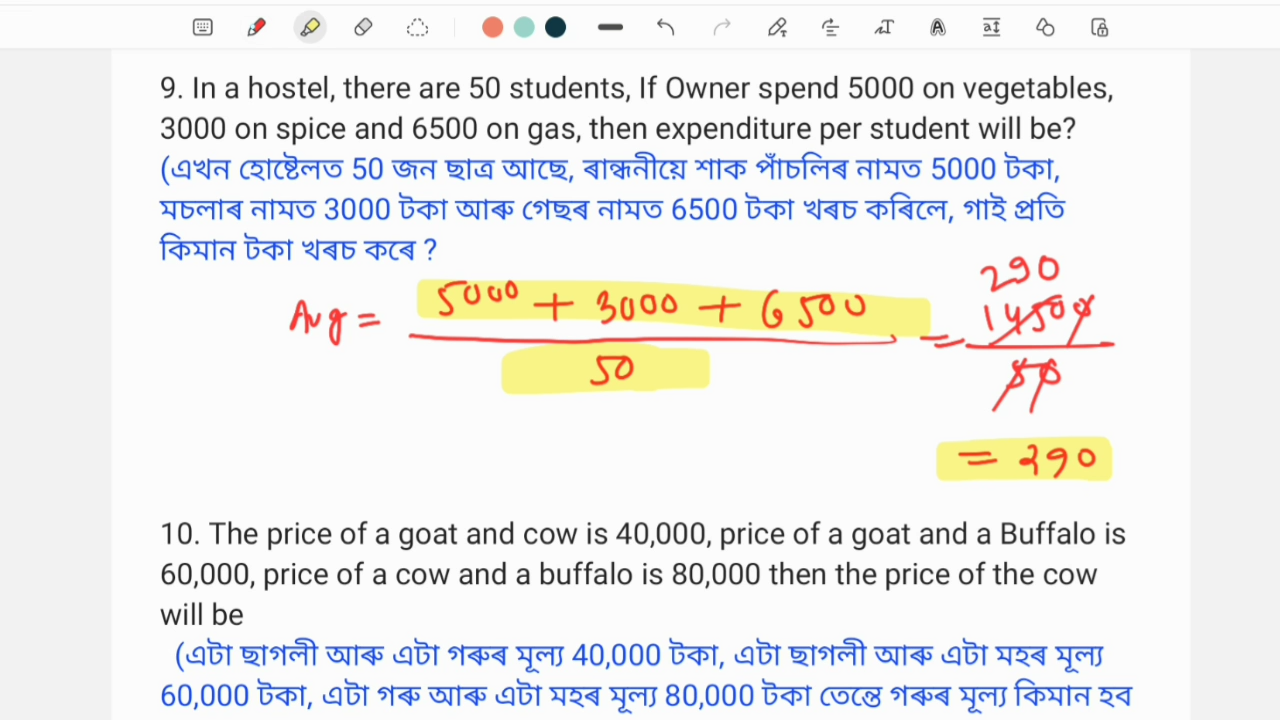 9. In a hostel, there are 50 students, If Owner spend 5000 on vegetables,
3000 on spice and 6500 on gas, then expenditure per student will be?
(এখন হোষ্টেলত 50 জন ছাত্ৰ আছে, ৰান্ধনীয়ে শাক পাঁচলিৰ নামত 5000 টকা,
মচলাৰ নামত 3000 টকা আৰু গেছৰ নামত 6500 টকা খৰচ কৰিলে, গাই প্ৰতি
কিমান টকা খৰচ কৰে ?
290
Avg = 5000 + 3000 + 6500 = 14500
50 50
= 290
10. The price of a goat and cow is 40,000, price of a goat and a Buffalo is
60,000, price of a cow and a buffalo is 80,000 then the price of the cow
will be
(এটা ছাগলী আৰু এটা গৰুৰ মূল্য 40,000 টকা, এটা ছাগলী আৰু এটা মহৰ মূল্য
60,000 টকা, এটা গৰু আৰু এটা মহৰ মূল্য 80,000 টকা তেন্তে গৰুৰ মূল্য কিমান হব